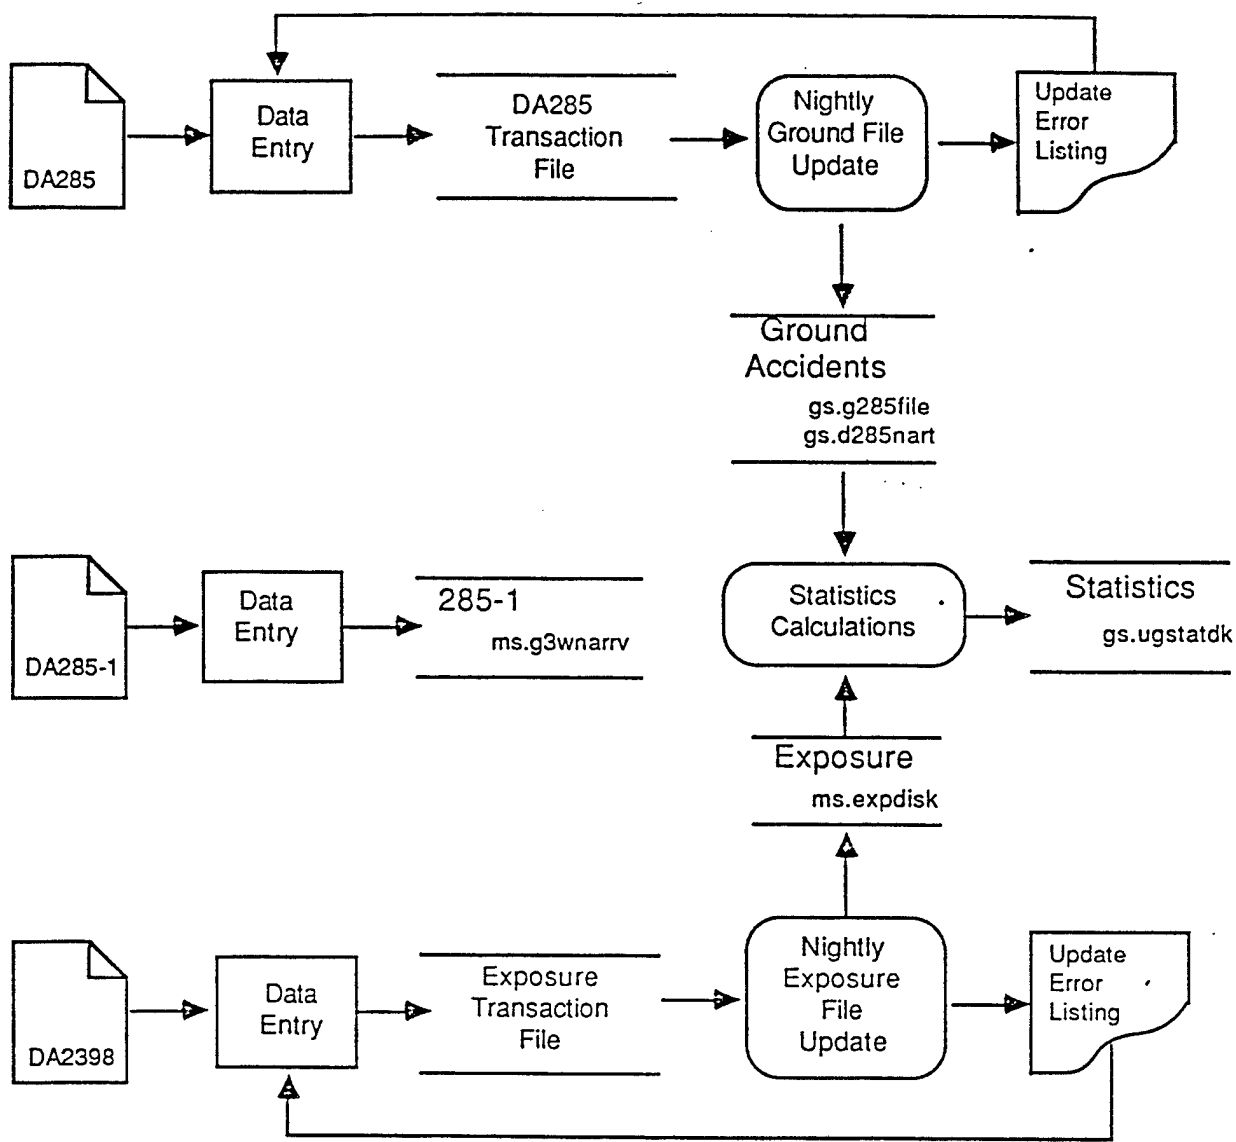 DA285
Data
Entry
DA285
Transaction
File
Nightly
Ground File
Update
Update
Error
Listing
Ground
Accidents
gs.g285file
gs.d285nart
DA285-1
Data
Entry
285-1
ms.g3wnarrv
Statistics
Calculations
Statistics
gs.ugstatdk
Exposure
ms.expdisk
DA2398
Data
Entry
Exposure
Transaction
File
Nightly
Exposure
File
Update
Update
Error
Listing